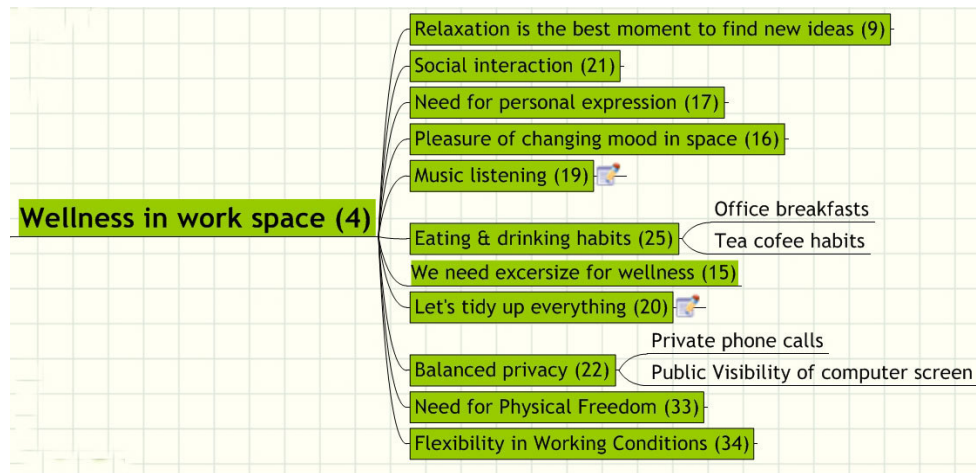 Relaxation is the best moment to find new ideas (9)
Social interaction (21)
Need for personal expression (17)
Pleasure of changing mood in space (16)
Music listening (19)
Wellness in work space (4)
Eating & drinking habits (25)
Office breakfasts
Tea cofee habits
We need excersize for wellness (15)
Let's tidy up everything (20)
Balanced privacy (22)
Private phone calls
Public Visibility of computer screen
Need for Physical Freedom (33)
Flexibility in Working Conditions (34)